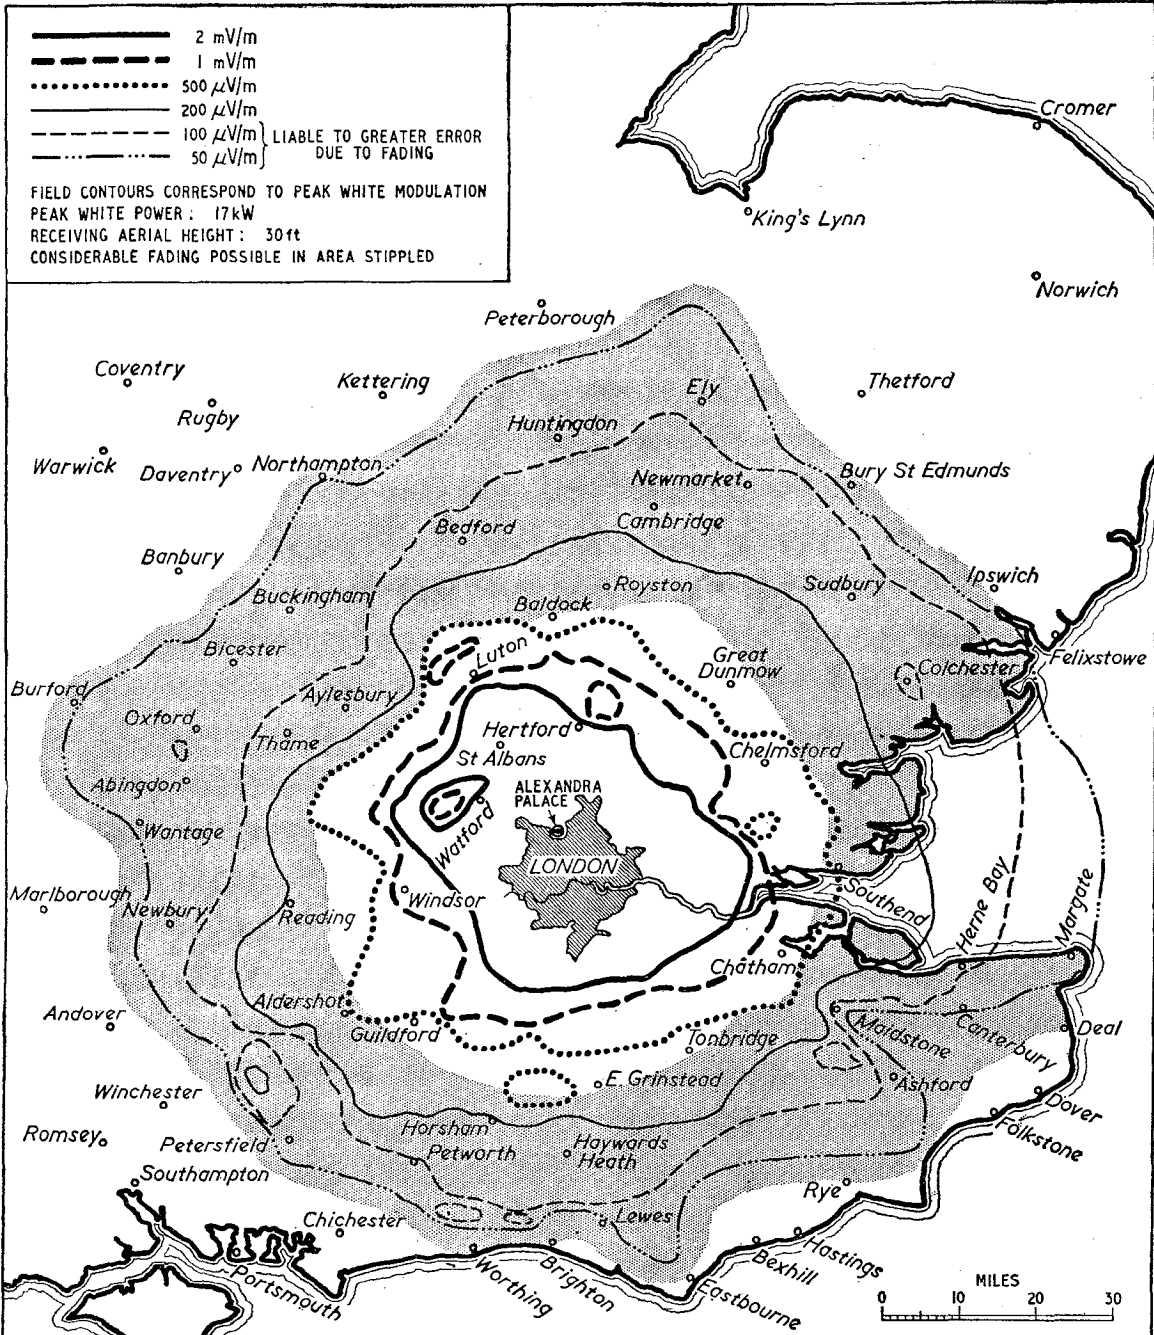 2 mV/m
1 mV/m
500 μV/m
200 μV/m
100 μV/m
50 μV/m
LIABLE TO GREATER ERROR
DUE TO FADING
FIELD CONTOURS CORRESPOND TO PEAK WHITE MODULATION
PEAK WHITE POWER: 17kW
RECEIVING AERIAL HEIGHT: 30ft
CONSIDERABLE FADING POSSIBLE IN AREA STIPPLED
Cromer
King's Lynn
Norwich
Peterborough
Coventry
Kettering
Ely
Thetford
Rugby
Huntingdon
Warwick
Daventry
Northampton
Newmarket
Bury St Edmunds
Bedford
Cambridge
Banbury
Buckingham
Royston
Sudbury
Ipswich
Baldock
Bicester
Luton
Great
Dunmow
Colchester
Felixstowe
Burford
Aylesbury
Oxford
Thame
Hertford
Chelmsford
St Albans
Abingdon
ALEXANDRA
PALACE
Wantage
Watford
LONDON
Marlborough
Newbury
Reading
Windsor
Southend
Herne Bay
Margate
Chatham
Andover
Aldershot
Guildford
Tonbridge
Maidstone
Canterbury
Deal
Winchester
E. Grinstead
Ashford
Dover
Romsey
Petersfield
Horsham
Petworth
Haywards
Heath
Folkstone
Southampton
Rye
Chichester
Lewes
Portsmouth
Worthing
Brighton
Eastbourne
Bexhill
Hastings
MILES
0 10 20 30